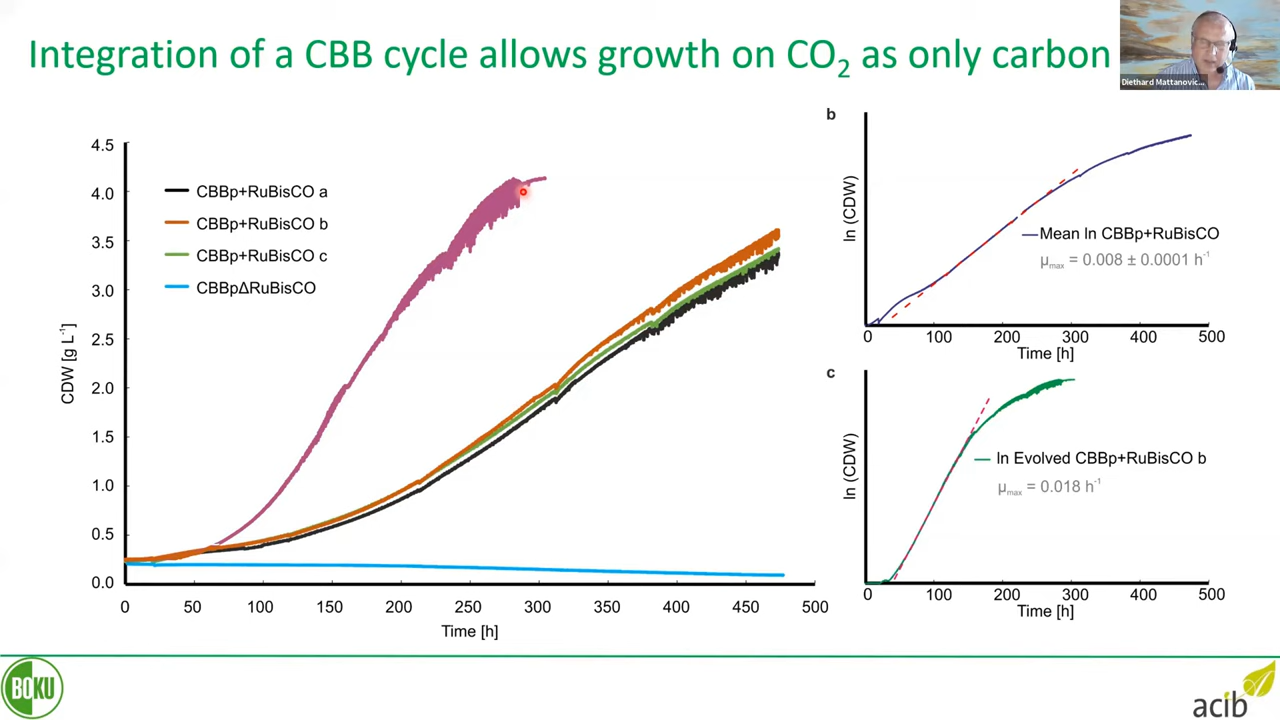 Integration of a CBB cycle allows growth on CO₂ as only carbon
Diethard Mattanovic...
CDW [g L⁻¹]
4.5
4.0
3.5
3.0
2.5
2.0
1.5
1.0
0.5
0.0
CBBp+RuBisCO a
CBBp+RuBisCO b
CBBp+RuBisCO c
CBBpΔRuBisCO
0 50 100 150 200 250 300 350 400 450 500
Time [h]
b
ln (CDW)
Mean ln CBBp+RuBisCO
μmax = 0.008 ± 0.0001 h⁻¹
0 100 200 300 400 500
Time [h]
c
ln (CDW)
ln Evolved CBBp+RuBisCO b
μmax = 0.018 h⁻¹
0 100 200 300 400 500
Time [h]
BOKU
acib